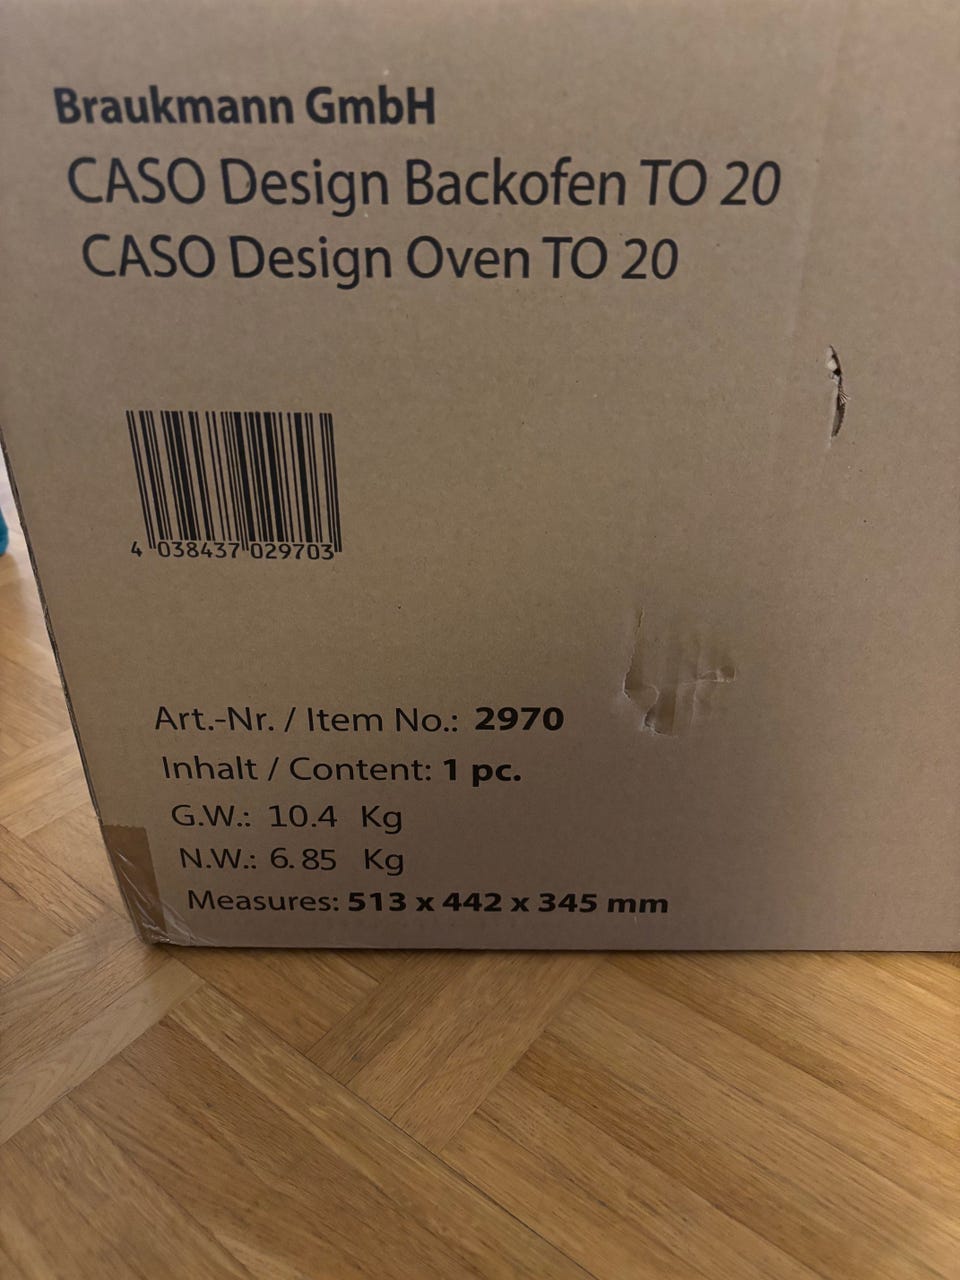 Braukmann GmbH
CASO Design Backofen TO 20
CASO Design Oven TO 20
4 038437 029703
Art.-Nr. / Item No.: 2970
Inhalt / Content: 1 pc.
G.W.: 10.4 Kg
N.W.: 6.85 Kg
Measures: 513 x 442 x 345 mm